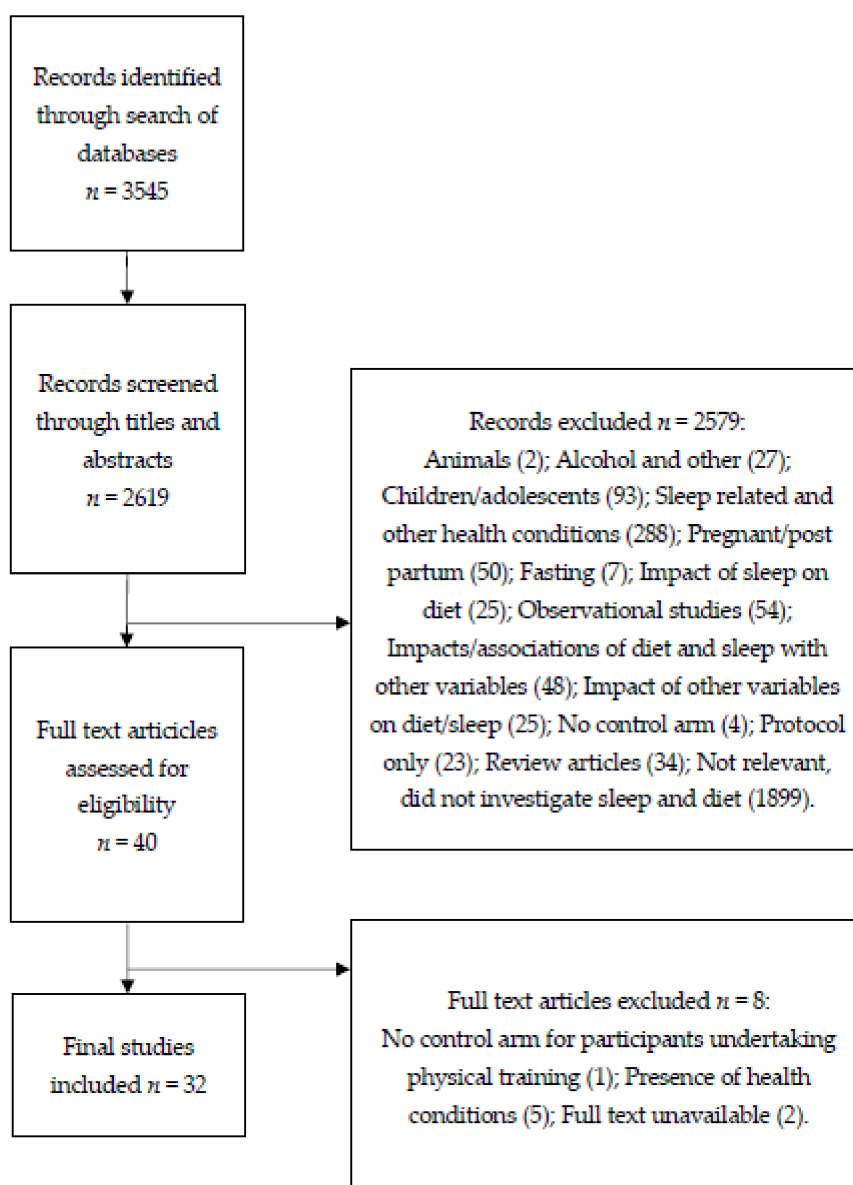 Records identified
through search of
databases
n = 3545
Records screened
through titles and
abstracts
n = 2619
Records excluded n = 2579:
Animals (2); Alcohol and other (27);
Children/adolescents (93); Sleep related and
other health conditions (288); Pregnant/post
partum (50); Fasting (7); Impact of sleep on
diet (25); Observational studies (54);
Impacts/associations of diet and sleep with
other variables (48); Impact of other variables
on diet/sleep (25); No control arm (4); Protocol
only (23); Review articles (34); Not relevant,
did not investigate sleep and diet (1899).
Full text articicles
assessed for
eligibility
n = 40
Full text articles excluded n = 8:
No control arm for participants undertaking
physical training (1); Presence of health
conditions (5); Full text unavailable (2).
Final studies
included n = 32